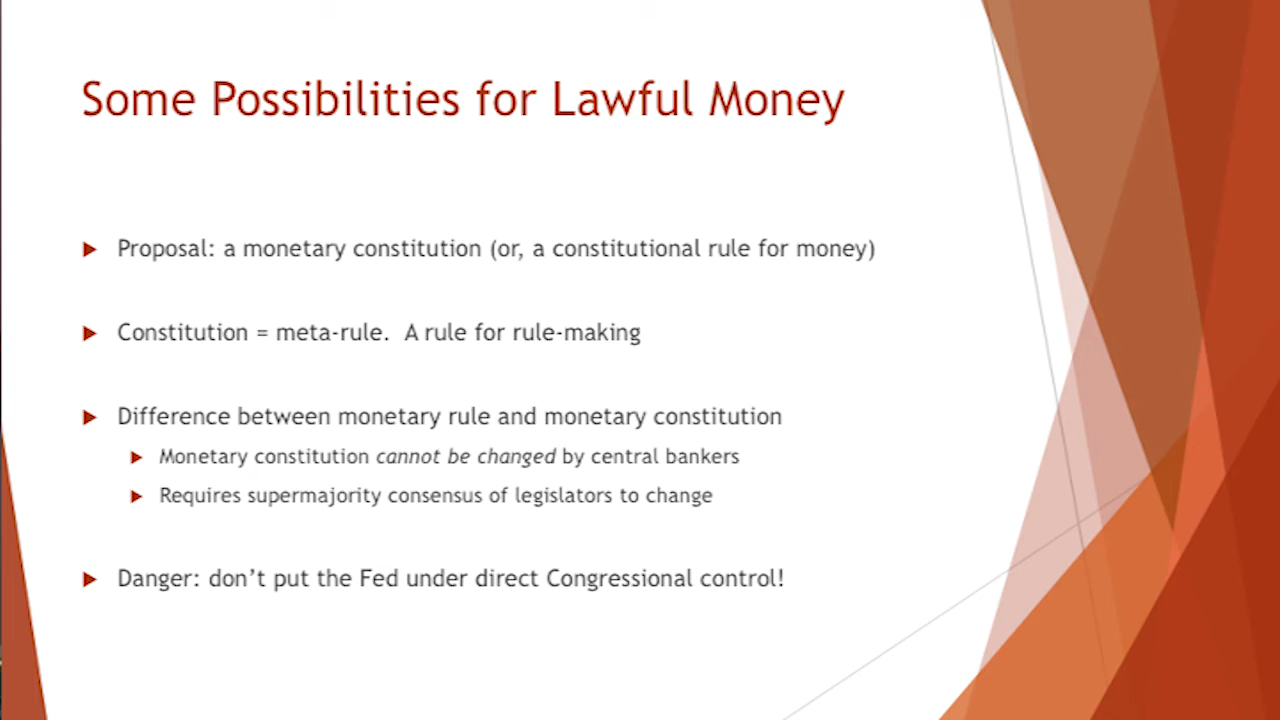 Some Possibilities for Lawful Money
Proposal: a monetary constitution (or, a constitutional rule for money)
Constitution = meta-rule.  A rule for rule-making
Difference between monetary rule and monetary constitution
Monetary constitution cannot be changed by central bankers
Requires supermajority consensus of legislators to change
Danger: don’t put the Fed under direct Congressional control!